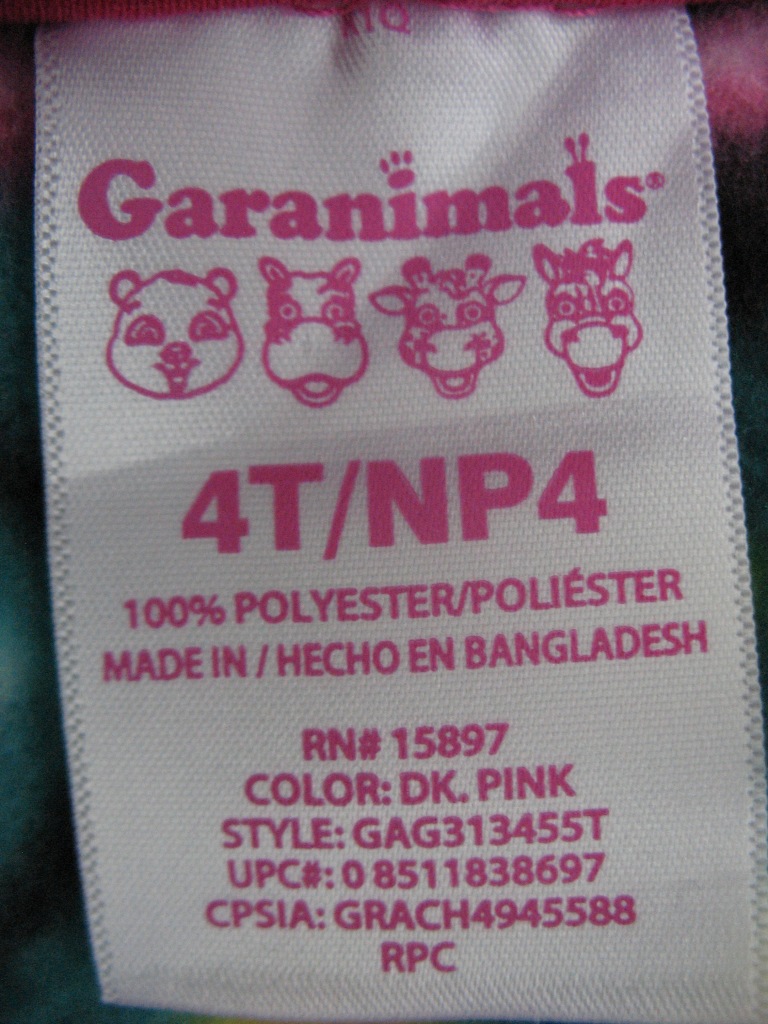 Garanimals®
4T/NP4
100% POLYESTER/POLIÉSTER
MADE IN / HECHO EN BANGLADESH
RN# 15897
COLOR: DK. PINK
STYLE: GAG313455T
UPC#: 0 8511838697
CPSIA: GRACH4945588
RPC